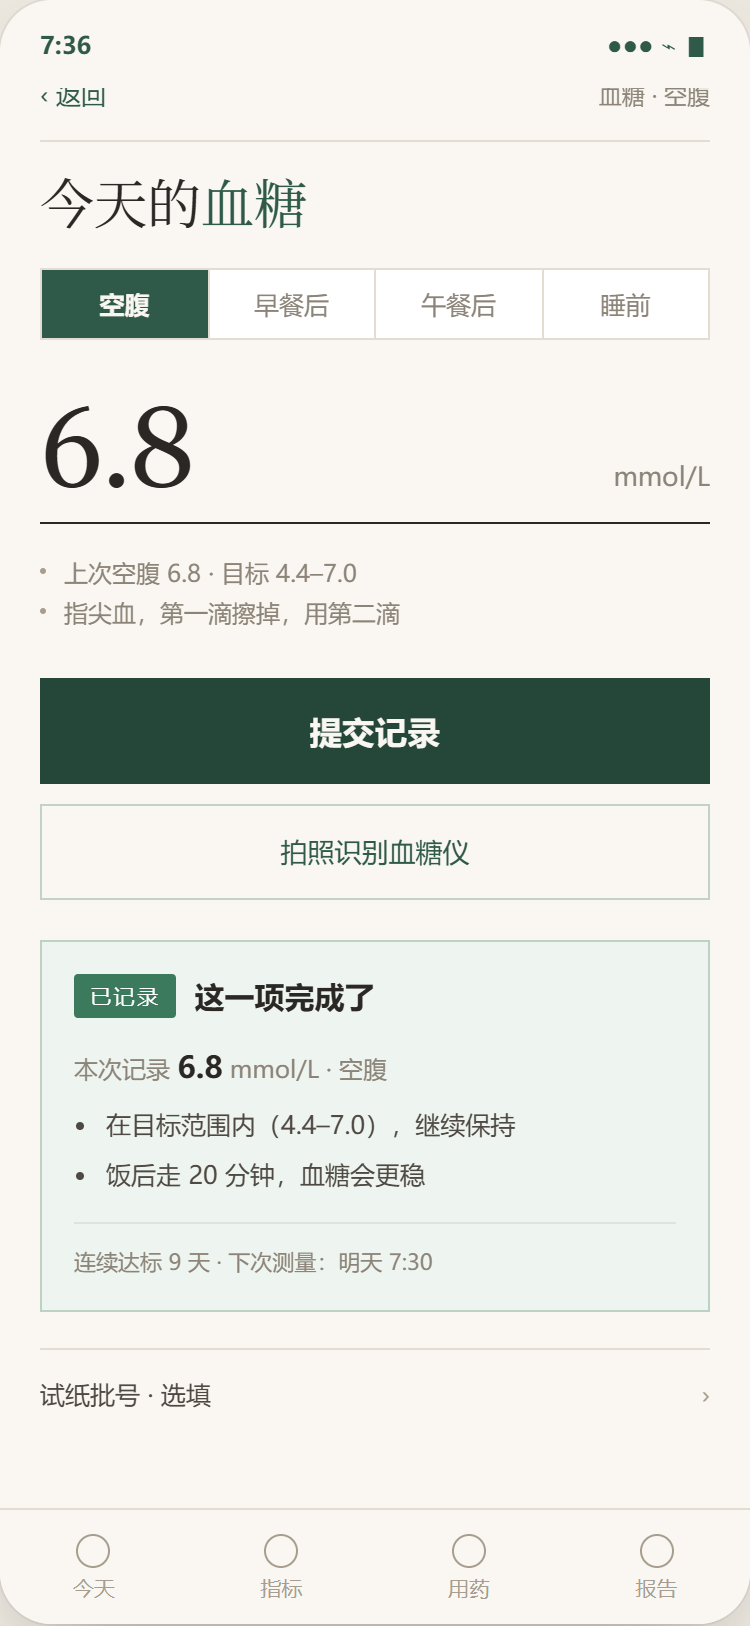 7:36
‹ 返回
血糖 · 空腹
今天的血糖
空腹
早餐后
午餐后
睡前
6.8
mmol/L
• 上次空腹 6.8 · 目标 4.4–7.0
• 指尖血，第一滴擦掉，用第二滴
提交记录
拍照识别血糖仪
已记录 这一项完成了
本次记录 6.8 mmol/L · 空腹
• 在目标范围内（4.4–7.0），继续保持
• 饭后走 20 分钟，血糖会更稳
连续达标 9 天 · 下次测量：明天 7:30
试纸批号 · 选填 ›
今天
指标
用药
报告